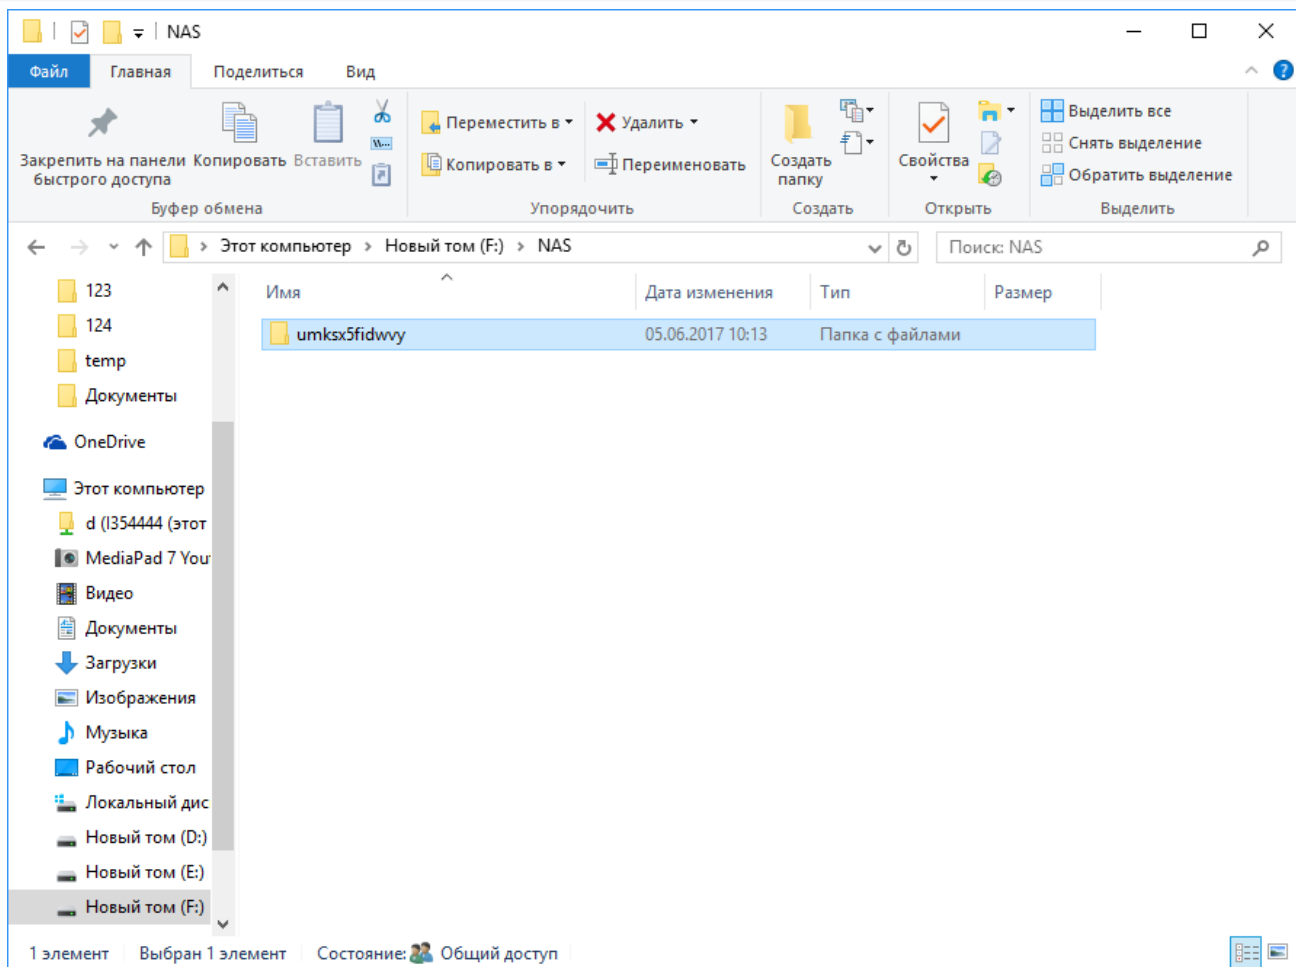 NAS
Файл Главная Поделиться Вид
Закрепить на панели быстрого доступа
Копировать
Вставить
Переместить в
Копировать в
Удалить
Переименовать
Создать папку
Свойства
Выделить все
Снять выделение
Обратить выделение
Буфер обмена Упорядочить Создать Открыть Выделить
Этот компьютер > Новый том (F:) > NAS
Поиск: NAS
Имя Дата изменения Тип Размер
umksx5fidwvy 05.06.2017 10:13 Папка с файлами
123
124
temp
Документы
OneDrive
Этот компьютер
d (I354444 (этот
MediaPad 7 You
Видео
Документы
Загрузки
Изображения
Музыка
Рабочий стол
Локальный дис
Новый том (D:)
Новый том (E:)
Новый том (F:)
1 элемент Выбран 1 элемент Состояние: Общий доступ